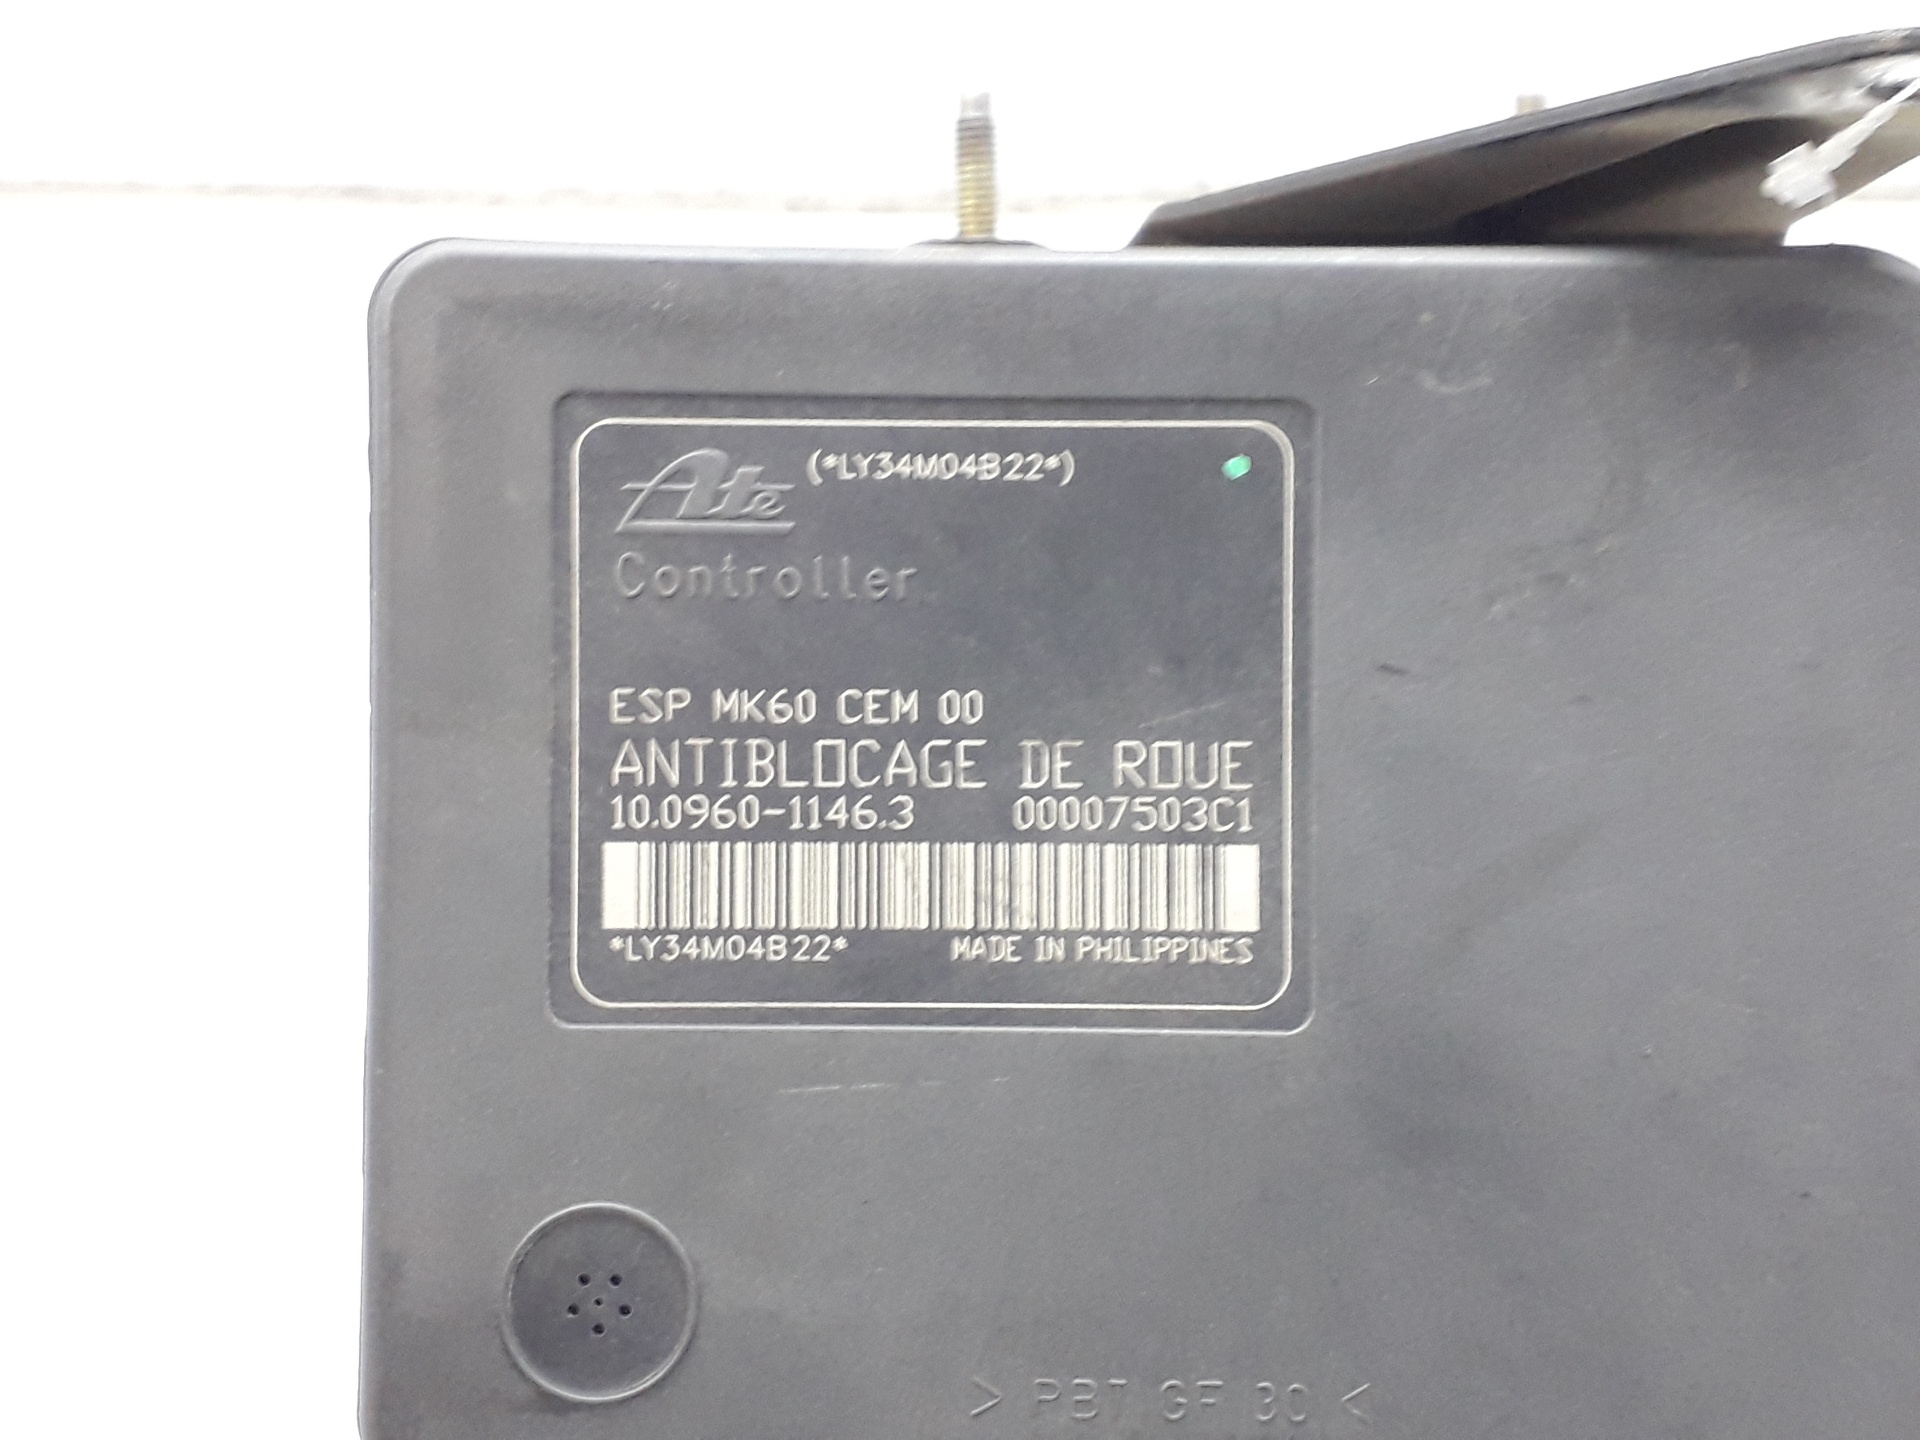 Ate (*LY34M04B22*)
Controller
ESP MK60 CEM 00
ANTIBLOCAGE DE ROUE
10.0960-1146.3 00007503C1
*LY34M04B22* MADE IN PHILIPPINES
> PBT GF 30 <